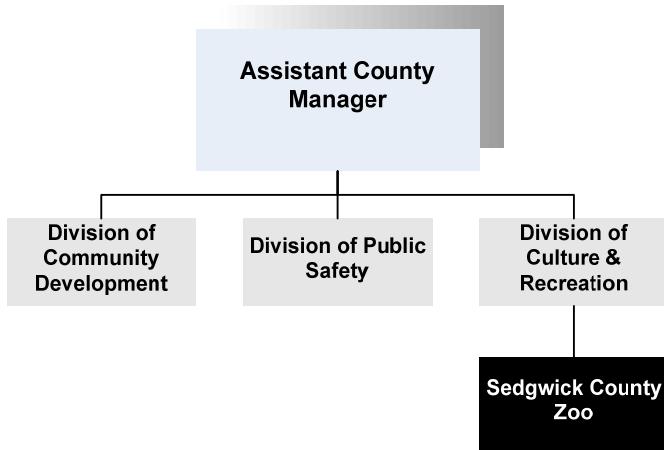 Assistant County
Manager
Division of
Community
Development
Division of Public
Safety
Division of
Culture &
Recreation
Sedgwick County
Zoo